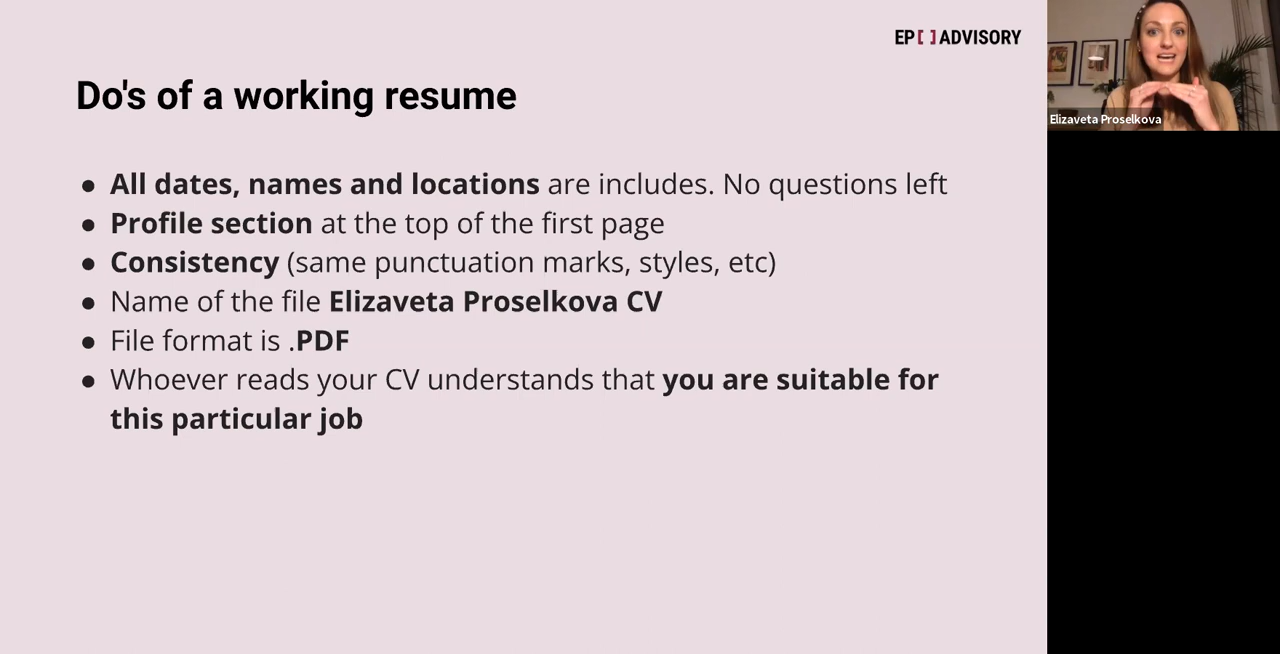 EP[ ]ADVISORY
Do's of a working resume
● All dates, names and locations are includes. No questions left
● Profile section at the top of the first page
● Consistency (same punctuation marks, styles, etc)
● Name of the file Elizaveta Proselkova CV
● File format is .PDF
● Whoever reads your CV understands that you are suitable for
this particular job
Elizaveta Proselkova